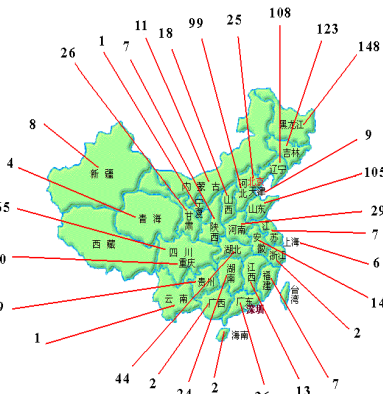 108
99
25
123
11
18
148
1
7
26
8
黑龙江
吉林
9
4
辽宁
新疆
内蒙古
河北
北京
天津
105
宁夏
山西
山东
55
青海
甘肃
29
陕西
河南
江苏
7
西藏
安徽
上海
四川
湖北
浙江
6
0
重庆
湖南
江西
贵州
福建
台湾
14
9
云南
广西
广东
深圳
2
1
海南
44
2
24
2
26
13
7